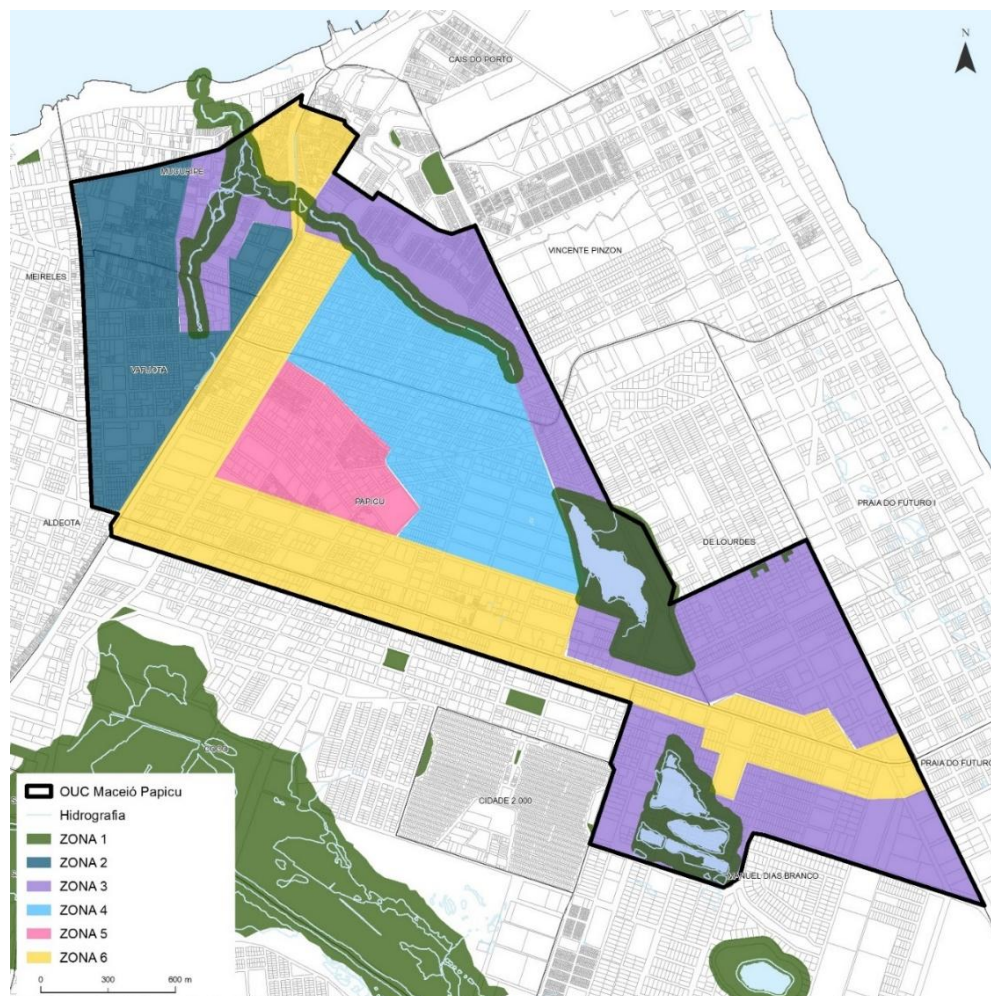 N
CAIS DO PORTO
MUCURIPE
VINCENTE PINZON
MEIRELES
VARJOTA
PAPICU
PRAIA DO FUTURO I
ALDEOTA
DE LOURDES
PRAIA DO FUTURO
CIDADE 2.000
MANUEL DIAS BRANCO
OUC Maceió Papicu
Hidrografia
ZONA 1
ZONA 2
ZONA 3
ZONA 4
ZONA 5
ZONA 6
0 300 600 m